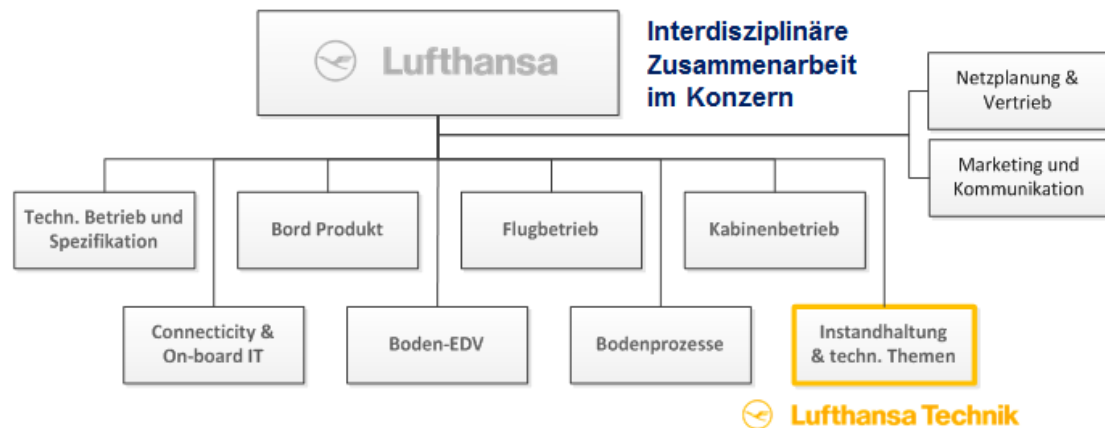 Lufthansa
Interdisziplinäre
Zusammenarbeit
im Konzern
Netzplanung &
Vertrieb
Marketing und
Kommunikation
Techn. Betrieb und
Spezifikation
Bord Produkt
Flugbetrieb
Kabinenbetrieb
Connecticity &
On-board IT
Boden-EDV
Bodenprozesse
Instandhaltung
& techn. Themen
Lufthansa Technik